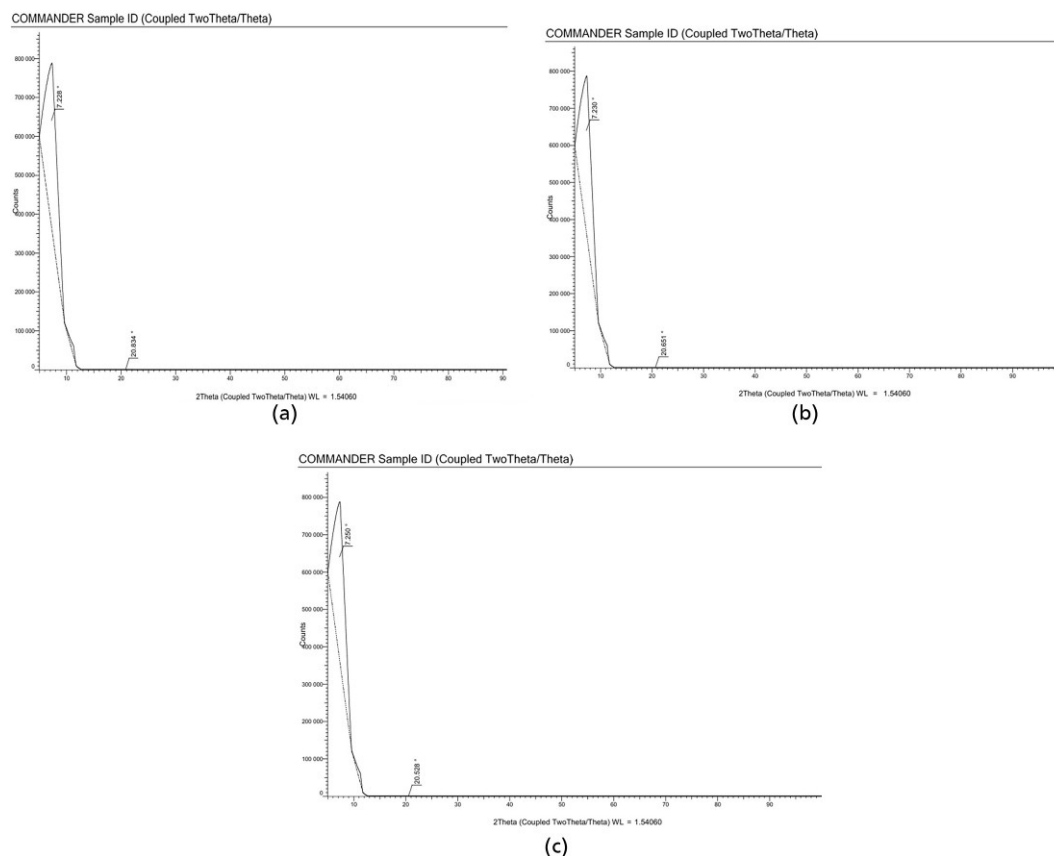 COMMANDER Sample ID (Coupled TwoTheta/Theta)
800 000
700 000
600 000
500 000
400 000
300 000
200 000
100 000
0
Counts
7.228 °
20.834 °
10 20 30 40 50 60 70 80 90
2Theta (Coupled TwoTheta/Theta) WL = 1.54060
(a)
COMMANDER Sample ID (Coupled TwoTheta/Theta)
800 000
700 000
600 000
500 000
400 000
300 000
200 000
100 000
0
Counts
7.230 °
20.651 °
10 20 30 40 50 60 70 80 90
2Theta (Coupled TwoTheta/Theta) WL = 1.54060
(b)
COMMANDER Sample ID (Coupled TwoTheta/Theta)
800 000
700 000
600 000
500 000
400 000
300 000
200 000
100 000
0
Counts
7.250 °
20.528 °
10 20 30 40 50 60 70 80 90
2Theta (Coupled TwoTheta/Theta) WL = 1.54060
(c)